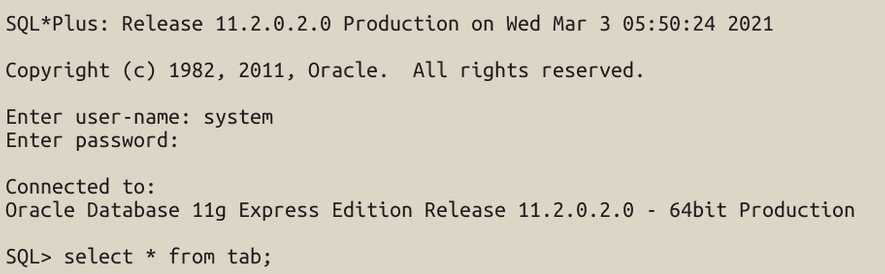 SQL*Plus: Release 11.2.0.2.0 Production on Wed Mar 3 05:50:24 2021
Copyright (c) 1982, 2011, Oracle.  All rights reserved.
Enter user-name: system
Enter password:
Connected to:
Oracle Database 11g Express Edition Release 11.2.0.2.0 - 64bit Production
SQL> select * from tab;